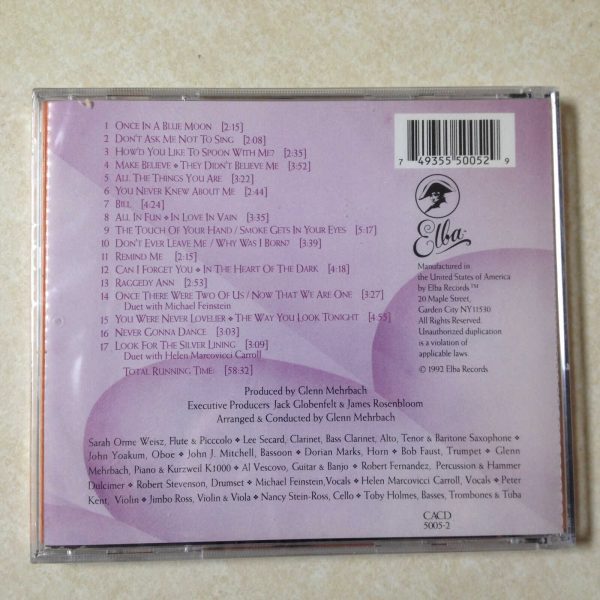 1 ONCE IN A BLUE MOON [2:15]
2 DON'T ASK ME NOT TO SING [2:08]
3 HOW'D YOU LIKE TO SPOON WITH ME? [2:35]
4 MAKE BELIEVE ❖ THEY DIDN'T BELIEVE ME [3:52]
5 ALL THE THINGS YOU ARE [3:22]
6 YOU NEVER KNEW ABOUT ME [2:44]
7 BILL [4:24]
8 ALL IN FUN ❖ IN LOVE IN VAIN [3:35]
9 THE TOUCH OF YOUR HAND / SMOKE GETS IN YOUR EYES [5:17]
10 DON'T EVER LEAVE ME / WHY WAS I BORN? [3:39]
11 REMIND ME [2:15]
12 CAN I FORGET YOU ❖ IN THE HEART OF THE DARK [4:18]
13 RAGGEDY ANN [2:53]
14 ONCE THERE WERE TWO OF US / NOW THAT WE ARE ONE [3:27]
Duet with Michael Feinstein
15 YOU WERE NEVER LOVELIER ❖ THE WAY YOU LOOK TONIGHT [4:55]
16 NEVER GONNA DANCE [3:03]
17 LOOK FOR THE SILVER LINING [3:09]
Duet with Helen Marcovicci Carroll
TOTAL RUNNING TIME: [58:32]
7 49355 50052 9
Elba™
Manufactured in
the United States of America
by Elba Records™
20 Maple Street,
Garden City NY11530
All Rights Reserved.
Unauthorized duplication
is a violation of
applicable laws.
© 1992 Elba Records
Produced by Glenn Mehrbach
Executive Producers Jack Globenfelt & James Rosenbloom
Arranged & Conducted by Glenn Mehrbach
Sarah Orme Weisz, Flute & Picccolo ❖ Lee Secard, Clarinet, Bass Clarinet, Alto, Tenor & Baritone Saxophone ❖
John Yoakum, Oboe ❖ John J. Mitchell, Bassoon ❖ Dorian Marks, Horn ❖ Bob Faust, Trumpet ❖ Glenn
Mehrbach, Piano & Kurzweil K1000 ❖ Al Vescovo, Guitar & Banjo ❖ Robert Fernandez, Percussion & Hammer
Dulcimer ❖ Robert Stevenson, Drumset ❖ Michael Feinstein,Vocals ❖ Helen Marcovicci Carroll, Vocals ❖ Peter
Kent, Violin ❖ Jimbo Ross, Violin & Viola ❖ Nancy Stein-Ross, Cello ❖ Toby Holmes, Basses, Trombones & Tuba
CACD
5005-2